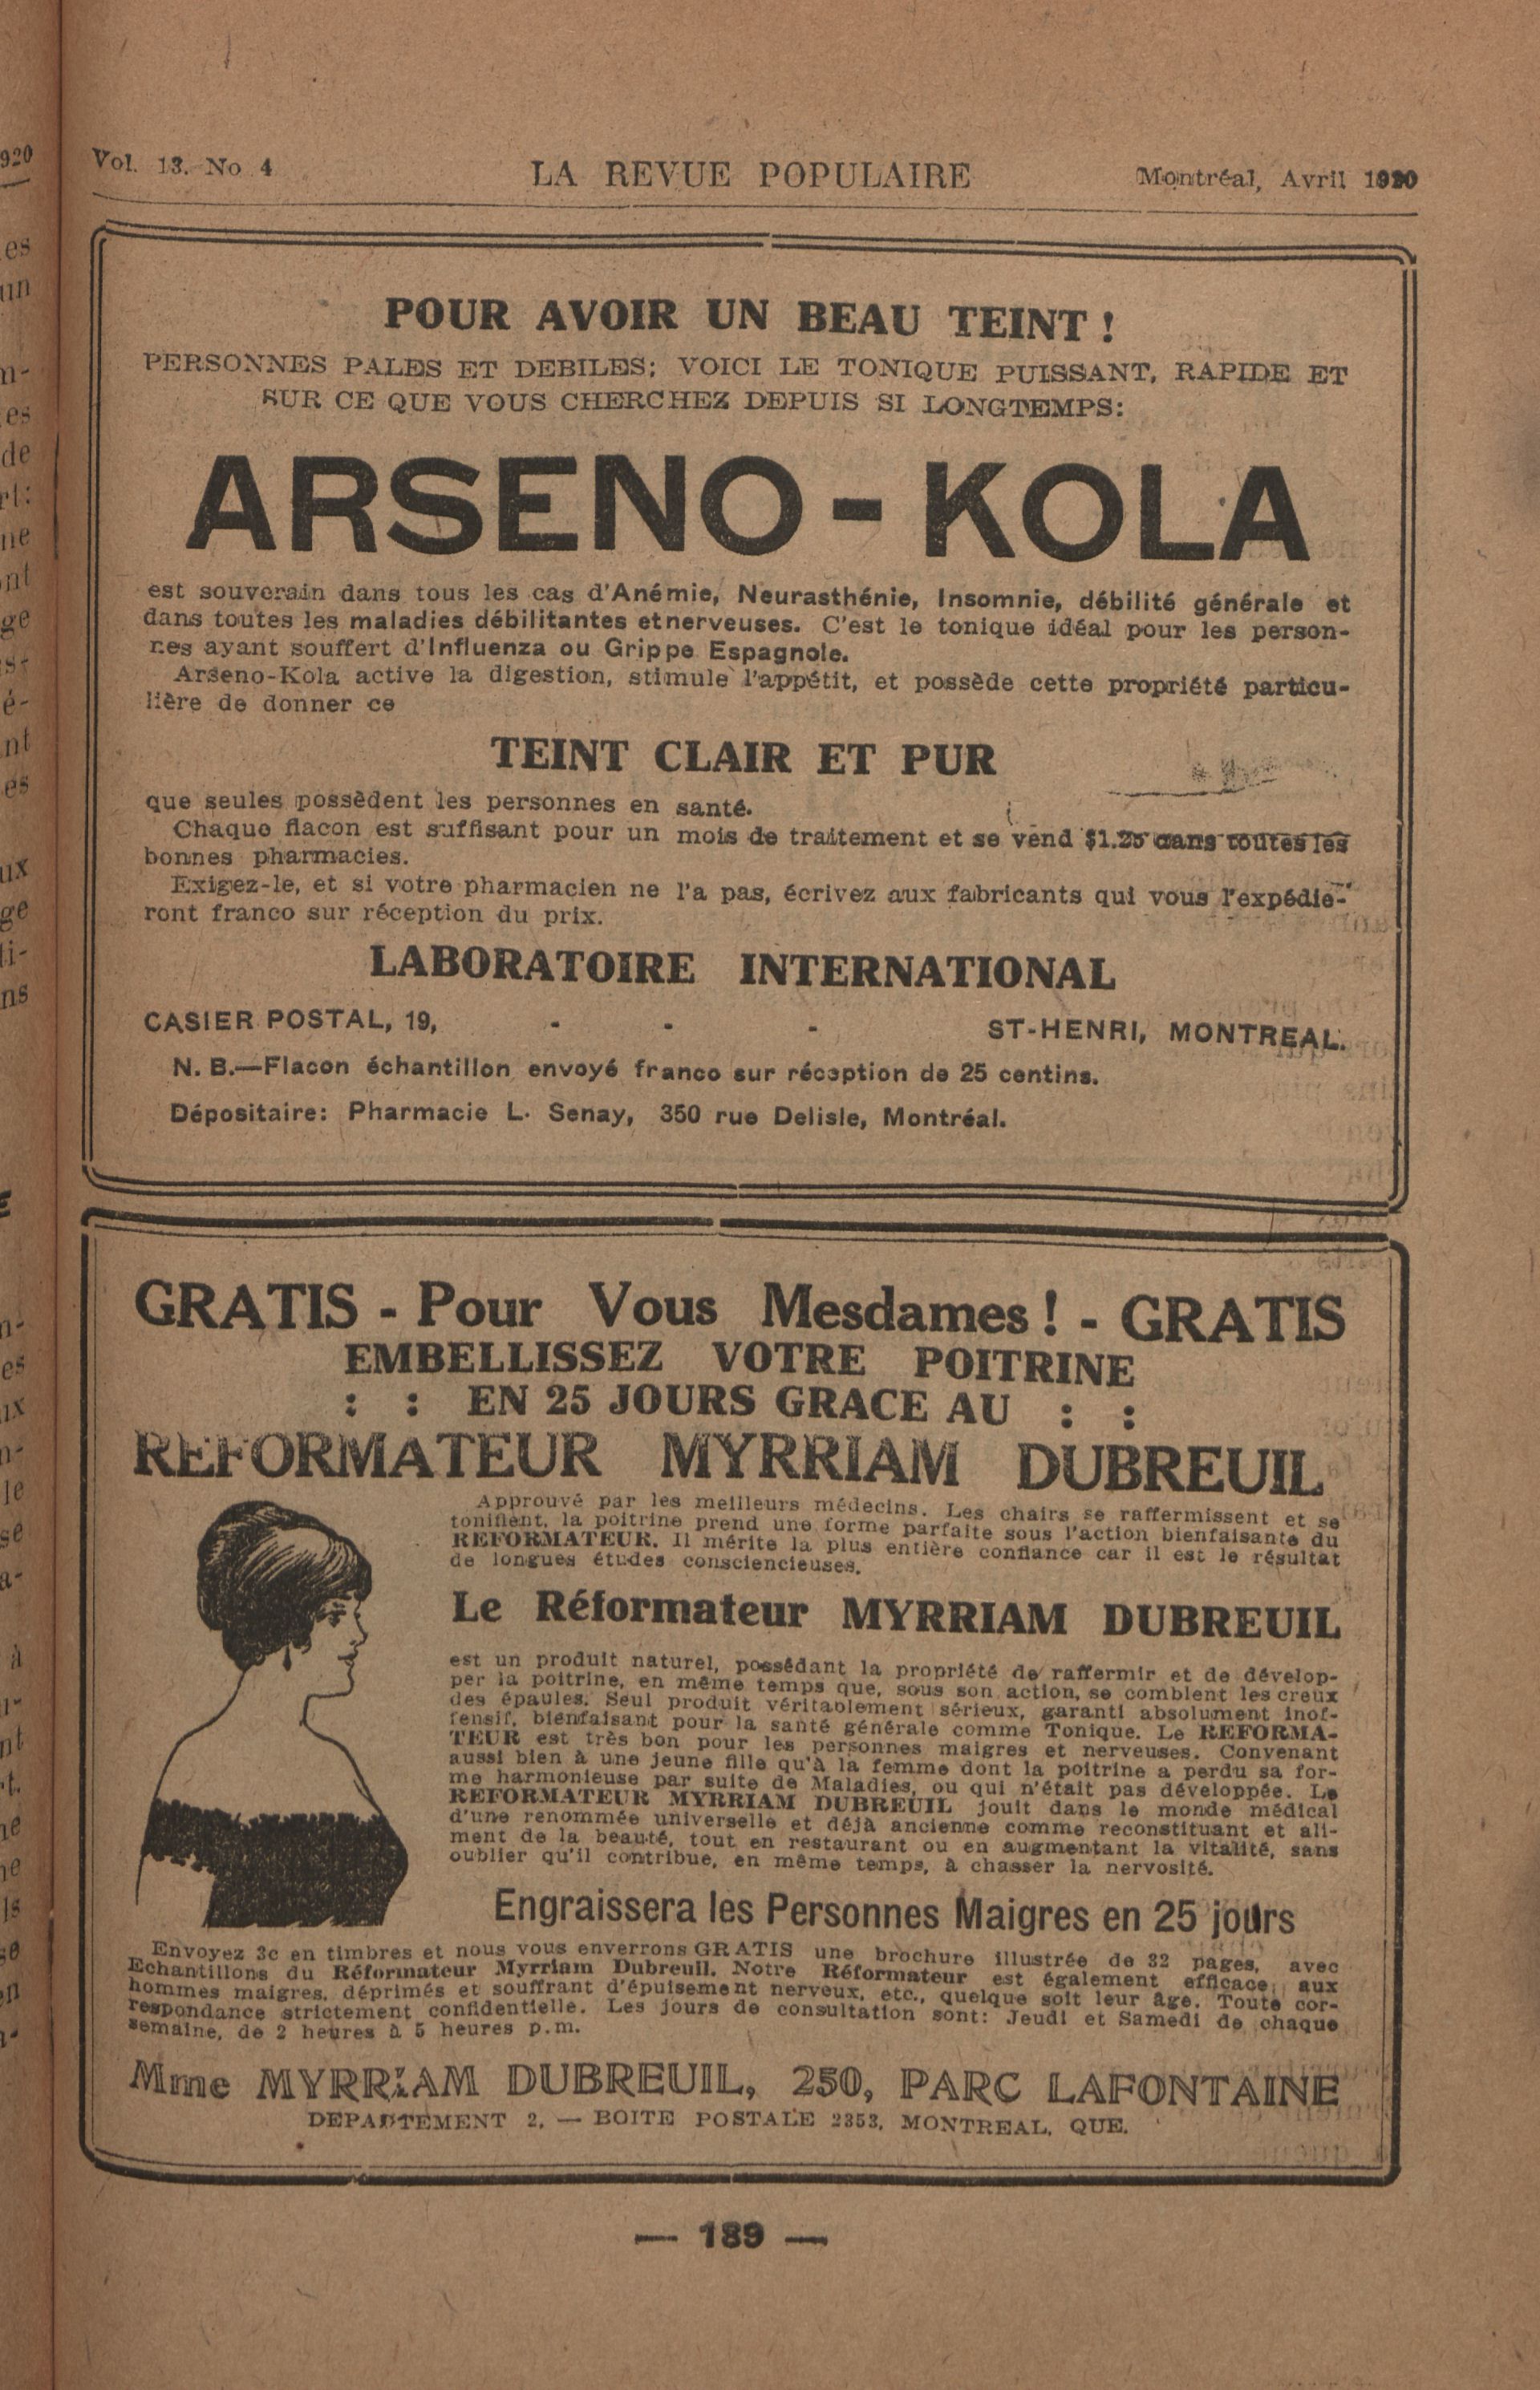 Vol. 13. No 4 LA REVUE POPULAIRE Montréal, Avril 1920
POUR AVOIR UN BEAU TEINT !
PERSONNES PALES ET DEBILES; VOICI LE TONIQUE PUISSANT, RAPIDE ET
SUR CE QUE VOUS CHERCHEZ DEPUIS SI LONGTEMPS:
ARSENO - KOLA
est souverain dans tous les cas d'Anémie, Neurasthénie, Insomnie, débilité générale et
dans toutes les maladies débilitantes et nerveuses. C'est le tonique idéal pour les person-
nes ayant souffert d'Influenza ou Grippe Espagnole.
Arseno-Kola active la digestion, stimule l'appétit, et possède cette propriété particu-
lière de donner ce
TEINT CLAIR ET PUR
que seules possèdent les personnes en santé.
Chaque flacon est suffisant pour un mois de traitement et se vend $1.25 dans toutes les
bonnes pharmacies.
Exigez-le, et si votre pharmacien ne l'a pas, écrivez aux fabricants qui vous l'expédie-
ront franco sur réception du prix.
LABORATOIRE INTERNATIONAL
CASIER POSTAL, 19, - - - ST-HENRI, MONTREAL.
N. B.—Flacon échantillon envoyé franco sur réception de 25 centins.
Dépositaire: Pharmacie L. Senay, 350 rue Delisle, Montréal.
GRATIS - Pour Vous Mesdames ! - GRATIS
EMBELLISSEZ VOTRE POITRINE
: : EN 25 JOURS GRACE AU : :
REFORMATEUR MYRRIAM DUBREUIL
Approuvé par les meilleurs médecins. Les chairs se raffermissent et se
tonifient, la poitrine prend une forme parfaite sous l'action bienfaisante du
REFORMATEUR. Il mérite la plus entière confiance car il est le résultat
de longues études consciencieuses.
Le Réformateur MYRRIAM DUBREUIL
est un produit naturel, possédant la propriété de raffermir et de dévelop-
per la poitrine, en même temps que, sous son action, se comblent les creux
des épaules. Seul produit véritablement sérieux, garanti absolument inof-
fensif, bienfaisant pour la santé générale comme Tonique. Le REFORMA-
TEUR est très bon pour les personnes maigres et nerveuses. Convenant
aussi bien à une jeune fille qu'à la femme dont la poitrine a perdu sa for-
me harmonieuse par suite de Maladies, ou qui n'était pas développée. Le
REFORMATEUR MYRRIAM DUBREUIL jouit dans le monde médical
d'une renommée universelle et déjà ancienne comme reconstituant et ali-
ment de la beauté, tout en restaurant ou en augmentant la vitalité, sans
oublier qu'il contribue, en même temps, à chasser la nervosité.
Engraissera les Personnes Maigres en 25 jours
Envoyez 3c en timbres et nous vous enverrons GRATIS une brochure illustrée de 32 pages, avec
Echantillons du Réformateur Myrriam Dubreuil. Notre Réformateur est également efficace aux
hommes maigres, déprimés et souffrant d'épuisement nerveux, etc., quelque soit leur âge. Toute cor-
respondance strictement confidentielle. Les jours de consultation sont: Jeudi et Samedi de chaque
semaine, de 2 heures à 5 heures p.m.
Mme MYRRIAM DUBREUIL, 250, PARC LAFONTAINE
DEPARTEMENT 2, — BOITE POSTALE 2353, MONTREAL, QUE.
— 189 —